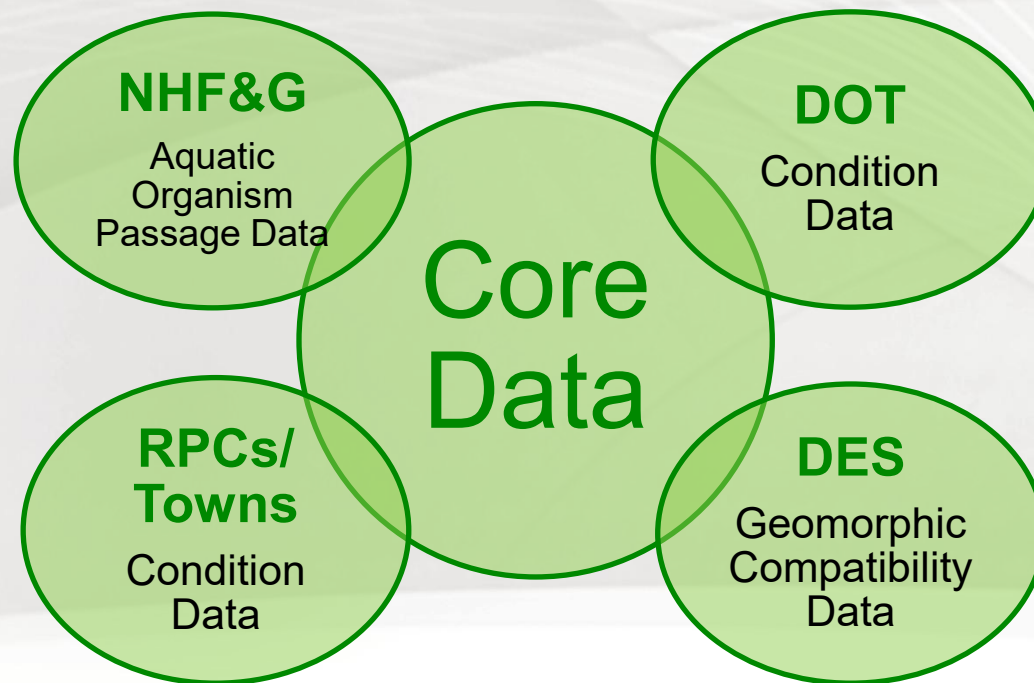 NHF&G
Aquatic
Organism
Passage Data
DOT
Condition
Data
Core
Data
RPCs/
Towns
Condition
Data
DES
Geomorphic
Compatibility
Data